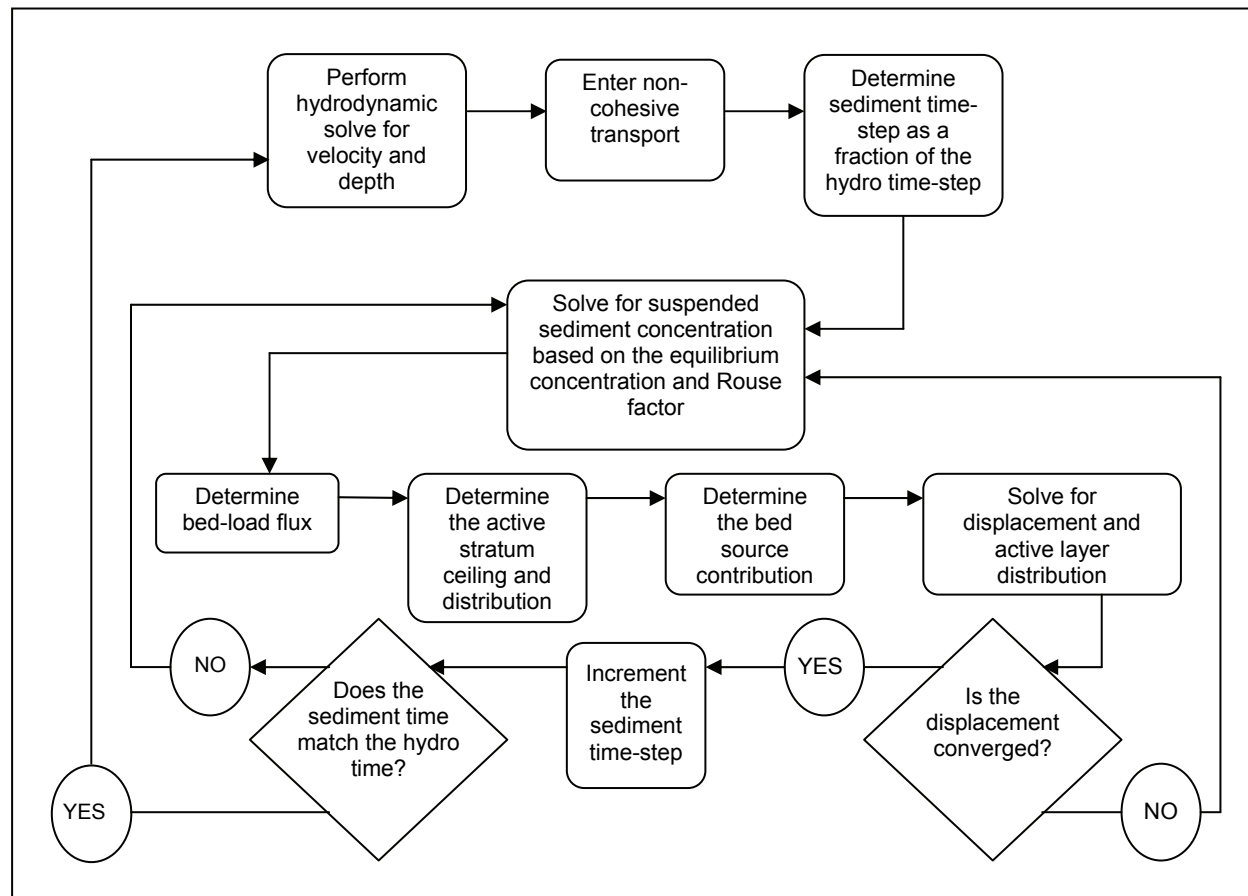 Perform
hydrodynamic
solve for
velocity and
depth
Enter non-
cohesive
transport
Determine
sediment time-
step as a
fraction of the
hydro time-step
Solve for suspended
sediment concentration
based on the equilibrium
concentration and Rouse
factor
Determine
bed-load flux
Determine
the active
stratum
ceiling and
distribution
Determine
the bed
source
contribution
Solve for
displacement and
active layer
distribution
Is the
displacement
converged?
NO
YES
Increment
the
sediment
time-step
Does the
sediment time
match the hydro
time?
NO
YES